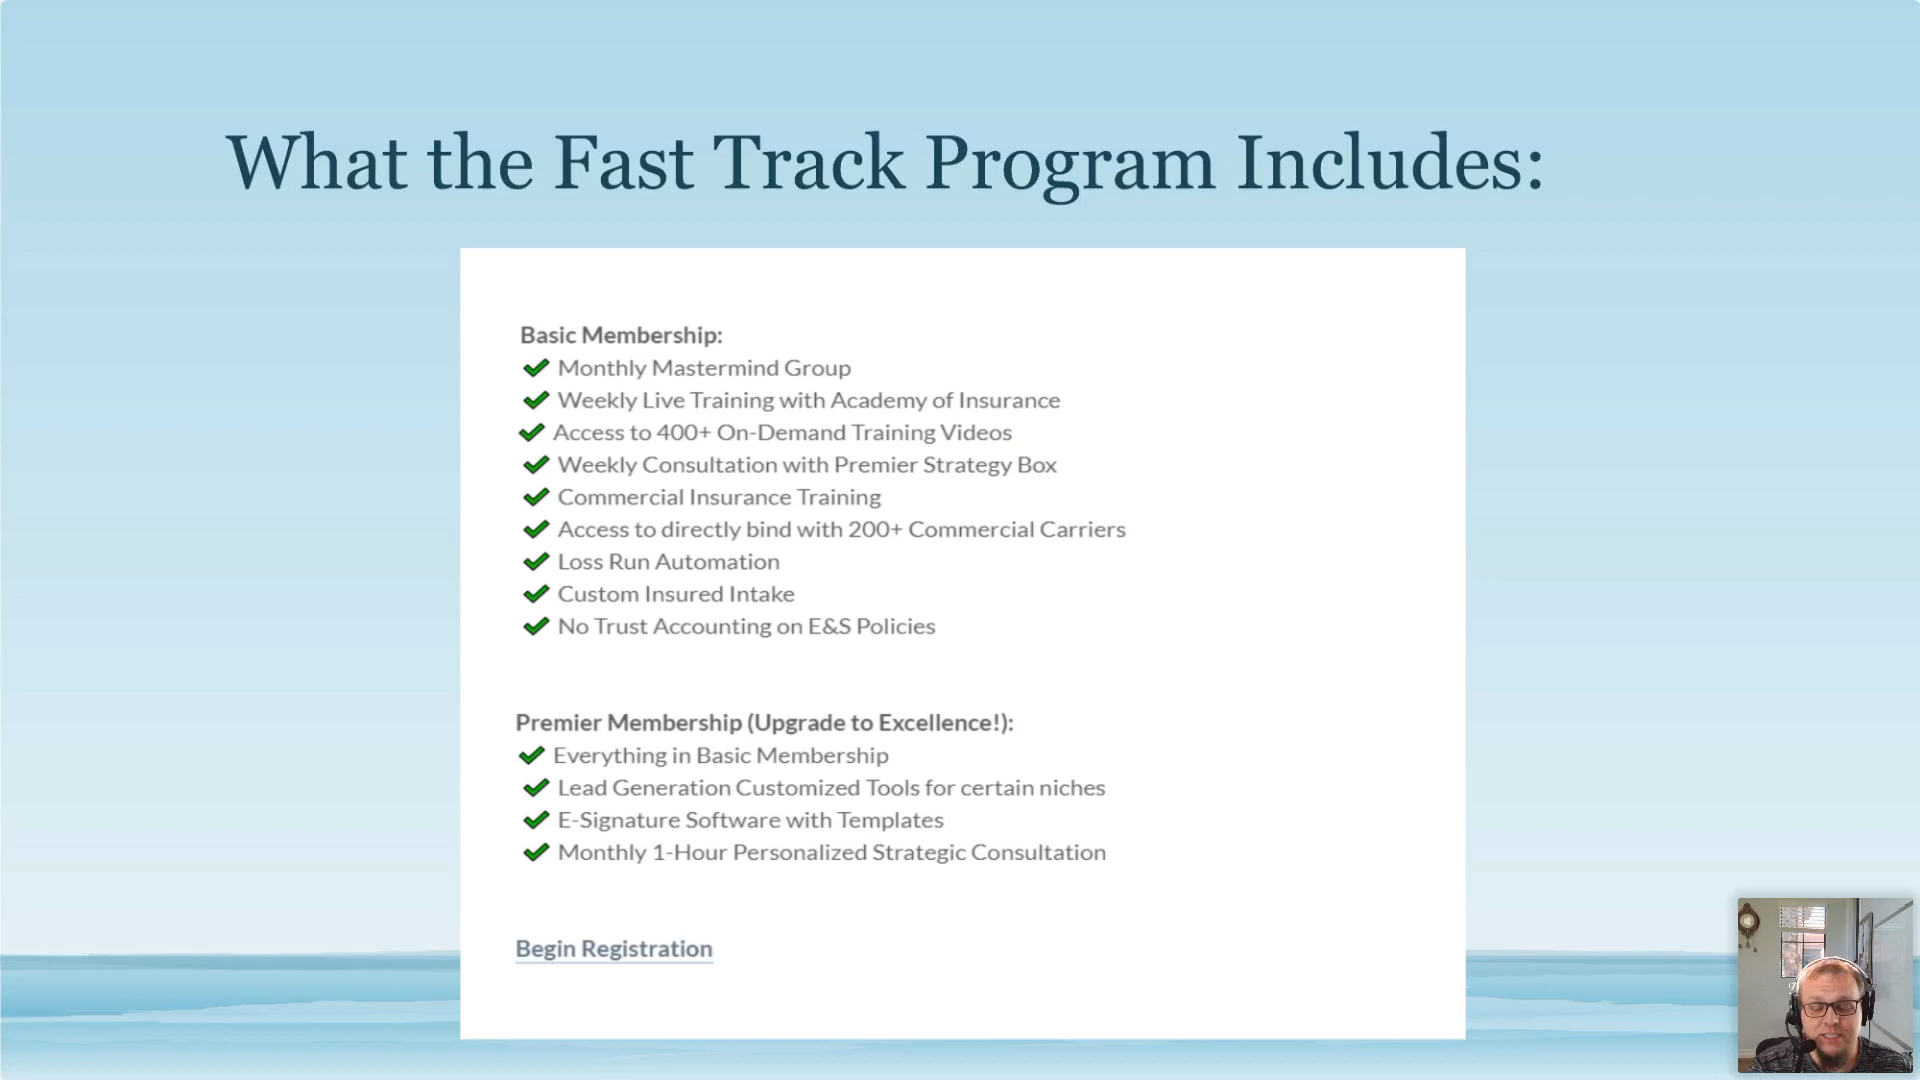 What the Fast Track Program Includes:
Basic Membership:
Monthly Mastermind Group
Weekly Live Training with Academy of Insurance
Access to 400+ On-Demand Training Videos
Weekly Consultation with Premier Strategy Box
Commercial Insurance Training
Access to directly bind with 200+ Commercial Carriers
Loss Run Automation
Custom Insured Intake
No Trust Accounting on E&S Policies
Premier Membership (Upgrade to Excellence!):
Everything in Basic Membership
Lead Generation Customized Tools for certain niches
E-Signature Software with Templates
Monthly 1-Hour Personalized Strategic Consultation
Begin Registration